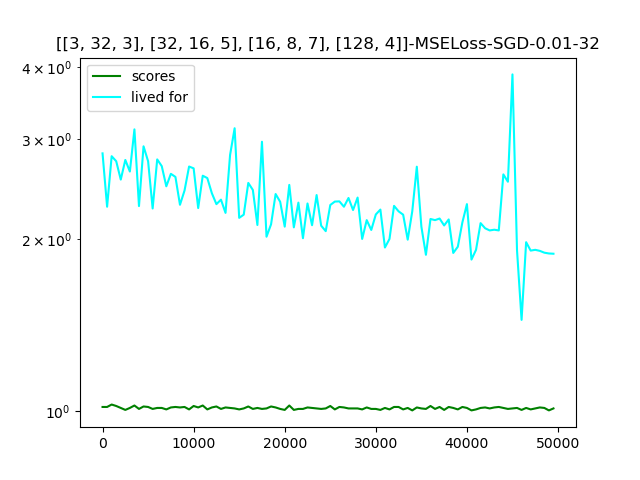 [[3, 32, 3], [32, 16, 5], [16, 8, 7], [128, 4]]-MSELoss-SGD-0.01-32
scores
lived for
4 × 10⁰
3 × 10⁰
2 × 10⁰
10⁰
0 10000 20000 30000 40000 50000